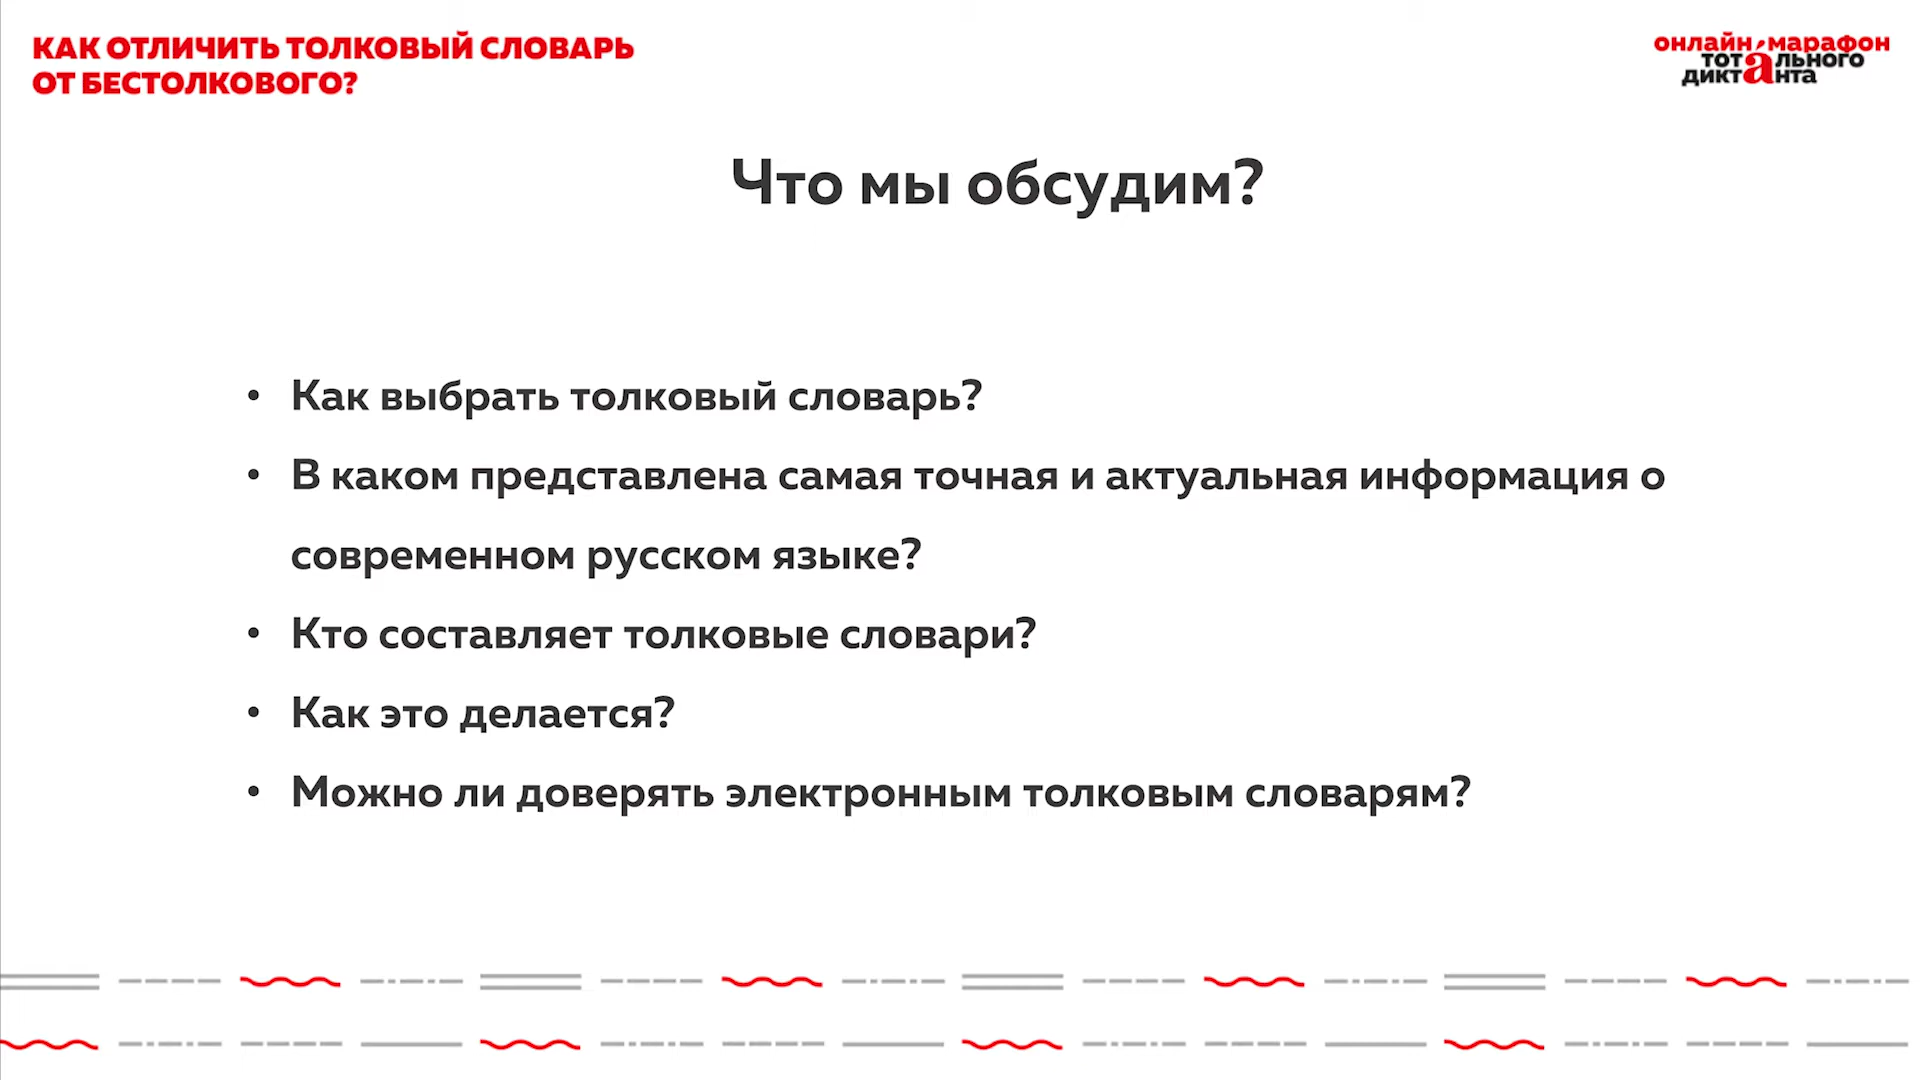 КАК ОТЛИЧИТЬ ТОЛКОВЫЙ СЛОВАРЬ
ОТ БЕСТОЛКОВОГО?
онлайн-марафон
тотального
диктанта
Что мы обсудим?
• Как выбрать толковый словарь?
• В каком представлена самая точная и актуальная информация о
современном русском языке?
• Кто составляет толковые словари?
• Как это делается?
• Можно ли доверять электронным толковым словарям?